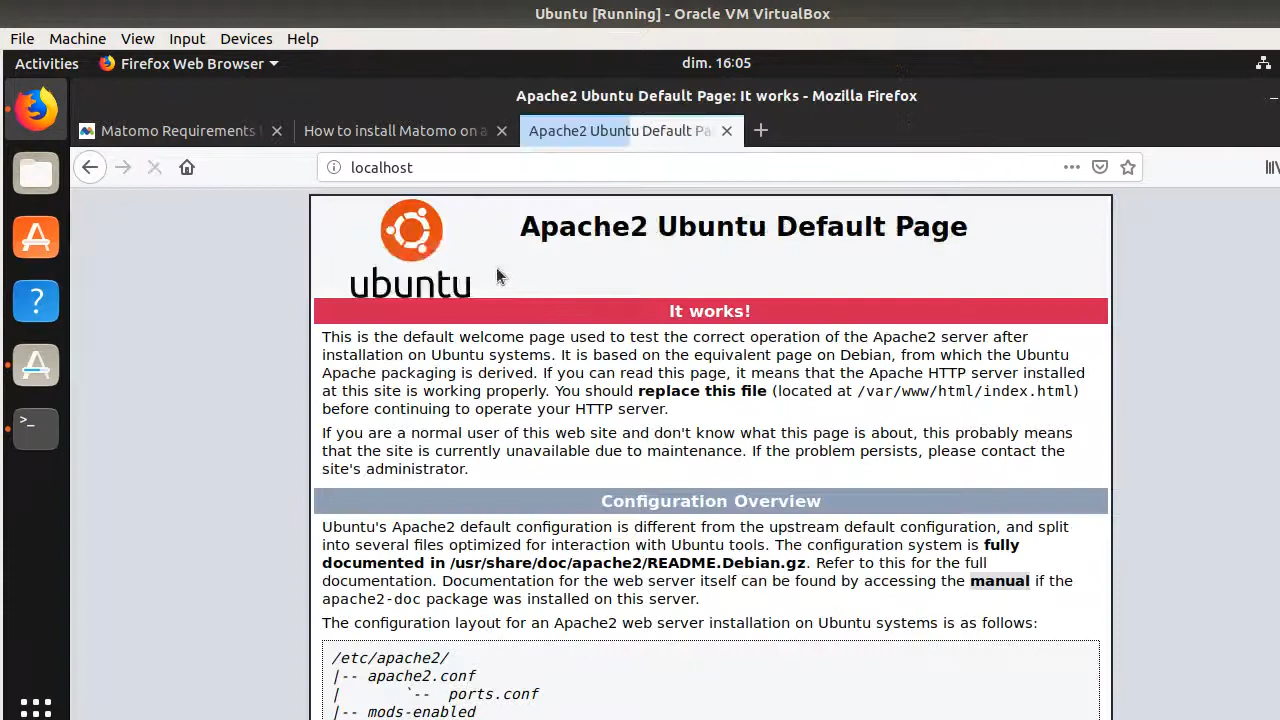 Ubuntu [Running] - Oracle VM VirtualBox
File Machine View Input Devices Help
Activities Firefox Web Browser dim. 16:05
Apache2 Ubuntu Default Page: It works - Mozilla Firefox
Matomo Requirements How to install Matomo on a Apache2 Ubuntu Default Pa
localhost
ubuntu
Apache2 Ubuntu Default Page
It works!
This is the default welcome page used to test the correct operation of the Apache2 server after
installation on Ubuntu systems. It is based on the equivalent page on Debian, from which the Ubuntu
Apache packaging is derived. If you can read this page, it means that the Apache HTTP server installed
at this site is working properly. You should replace this file (located at /var/www/html/index.html)
before continuing to operate your HTTP server.
If you are a normal user of this web site and don't know what this page is about, this probably means
that the site is currently unavailable due to maintenance. If the problem persists, please contact the
site's administrator.
Configuration Overview
Ubuntu's Apache2 default configuration is different from the upstream default configuration, and split
into several files optimized for interaction with Ubuntu tools. The configuration system is fully
documented in /usr/share/doc/apache2/README.Debian.gz. Refer to this for the full
documentation. Documentation for the web server itself can be found by accessing the manual if the
apache2-doc package was installed on this server.
The configuration layout for an Apache2 web server installation on Ubuntu systems is as follows:
/etc/apache2/
|-- apache2.conf
|       `--  ports.conf
|-- mods-enabled